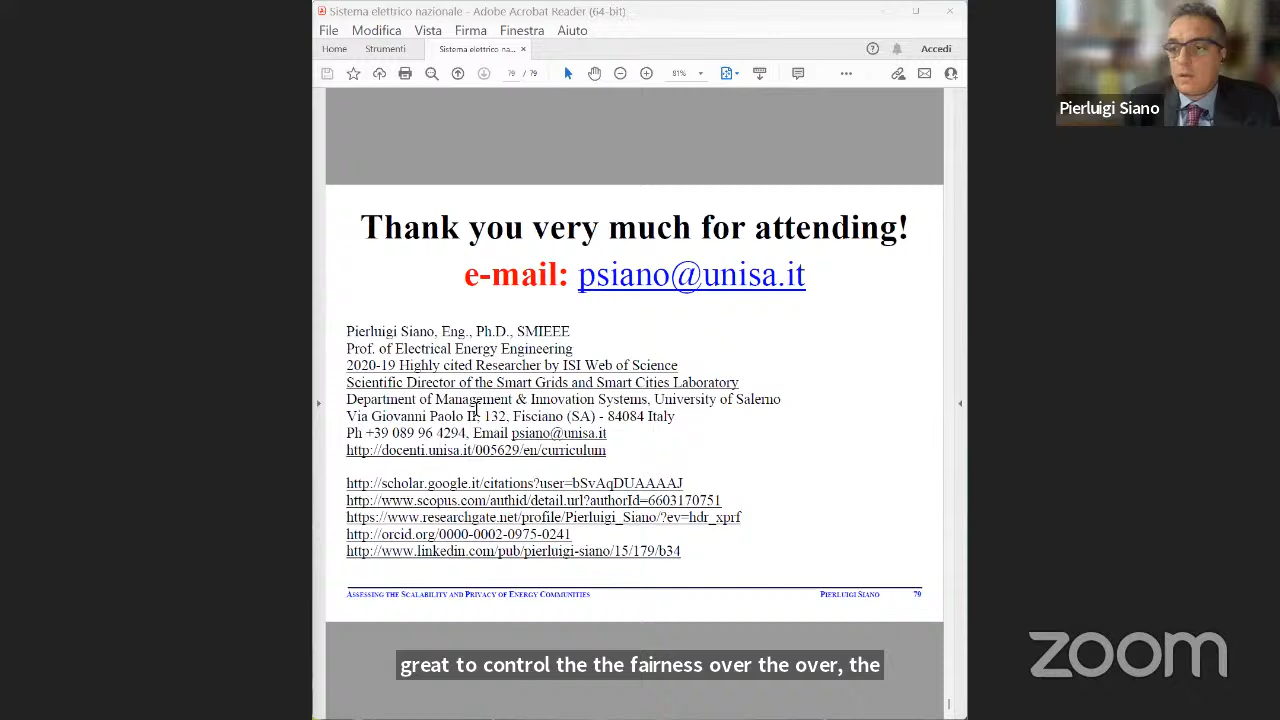 Sistema elettrico nazionale - Adobe Acrobat Reader (64-bit)
File Modifica Vista Firma Finestra Aiuto
Home Strumenti Sistema elettrico na... × Accedi
79 / 79 81%
Pierluigi Siano
Thank you very much for attending!
e-mail: psiano@unisa.it
Pierluigi Siano, Eng., Ph.D., SMIEEE
Prof. of Electrical Energy Engineering
2020-19 Highly cited Researcher by ISI Web of Science
Scientific Director of the Smart Grids and Smart Cities Laboratory
Department of Management & Innovation Systems, University of Salerno
Via Giovanni Paolo II, 132, Fisciano (SA) - 84084 Italy
Ph +39 089 96 4294, Email psiano@unisa.it
http://docenti.unisa.it/005629/en/curriculum
http://scholar.google.it/citations?user=bSvAqDUAAAAJ
http://www.scopus.com/authid/detail.url?authorId=6603170751
https://www.researchgate.net/profile/Pierluigi_Siano/?ev=hdr_xprf
http://orcid.org/0000-0002-0975-0241
http://www.linkedin.com/pub/pierluigi-siano/15/179/b34
ASSESSING THE SCALABILITY AND PRIVACY OF ENERGY COMMUNITIES PIERLUIGI SIANO 79
great to control the the fairness over the over, the
zoom